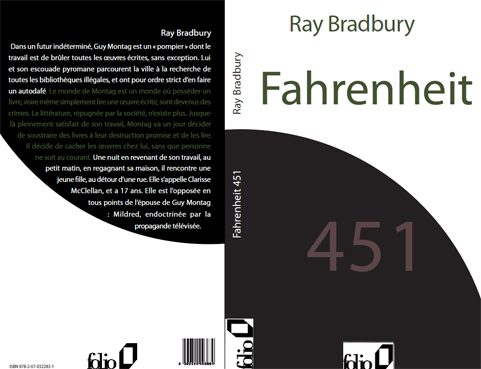 Ray Bradbury
Dans un futur indéterminé, Guy Montag est un « pompier » dont le
travail est de brûler toutes les œuvres écrites, sans exception. Lui
et son escouade pyromane parcourent la ville à la recherche de
toutes les bibliothèques illégales, et ont pour ordre strict d'en faire
un autodafé. Le monde de Montag est un monde où posséder un
livre, voire même simplement lire une œuvre écrite, sont devenus des
crimes. La littérature, répugnée par la société, n'existe plus. Jusque-
là pleinement satisfait de son travail, Montag va un jour décider
de soustraire des livres à leur destruction promise et de les lire.
Il décide de cacher les œuvres chez lui, sans que personne
ne soit au courant. Une nuit en revenant de son travail, au
petit matin, en regagnant sa maison, il rencontre une
jeune fille, au détour d'une rue. Elle s'appelle Clarisse
McClellan, et a 17 ans. Elle est l'opposée en
tous points de l'épouse de Guy Montag
: Mildred, endoctrinée par la
propagande télévisée.
ISBN 978-2-07-032283-1
folio
Ray Bradbury
Fahrenheit 451
folio
Ray Bradbury
Fahrenheit
451
folio